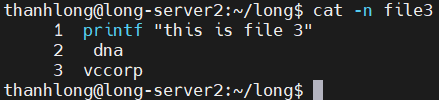 thanhlong@long-server2:~/long$ cat -n file3
     1  printf "this is file 3"
     2   dna
     3  vccorp
thanhlong@long-server2:~/long$